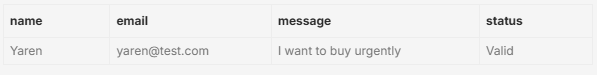 name email message status
Yaren yaren@test.com I want to buy urgently Valid